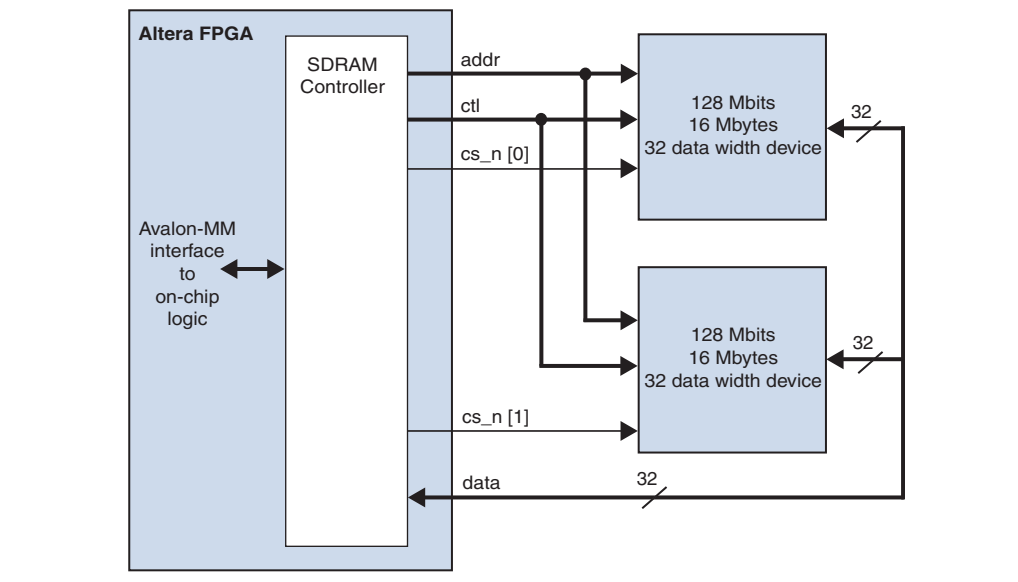 Altera FPGA
SDRAM
Controller
addr
ctl
cs_n [0]
128 Mbits
16 Mbytes
32 data width device
32
Avalon-MM
interface
to
on-chip
logic
128 Mbits
16 Mbytes
32 data width device
32
cs_n [1]
data
32